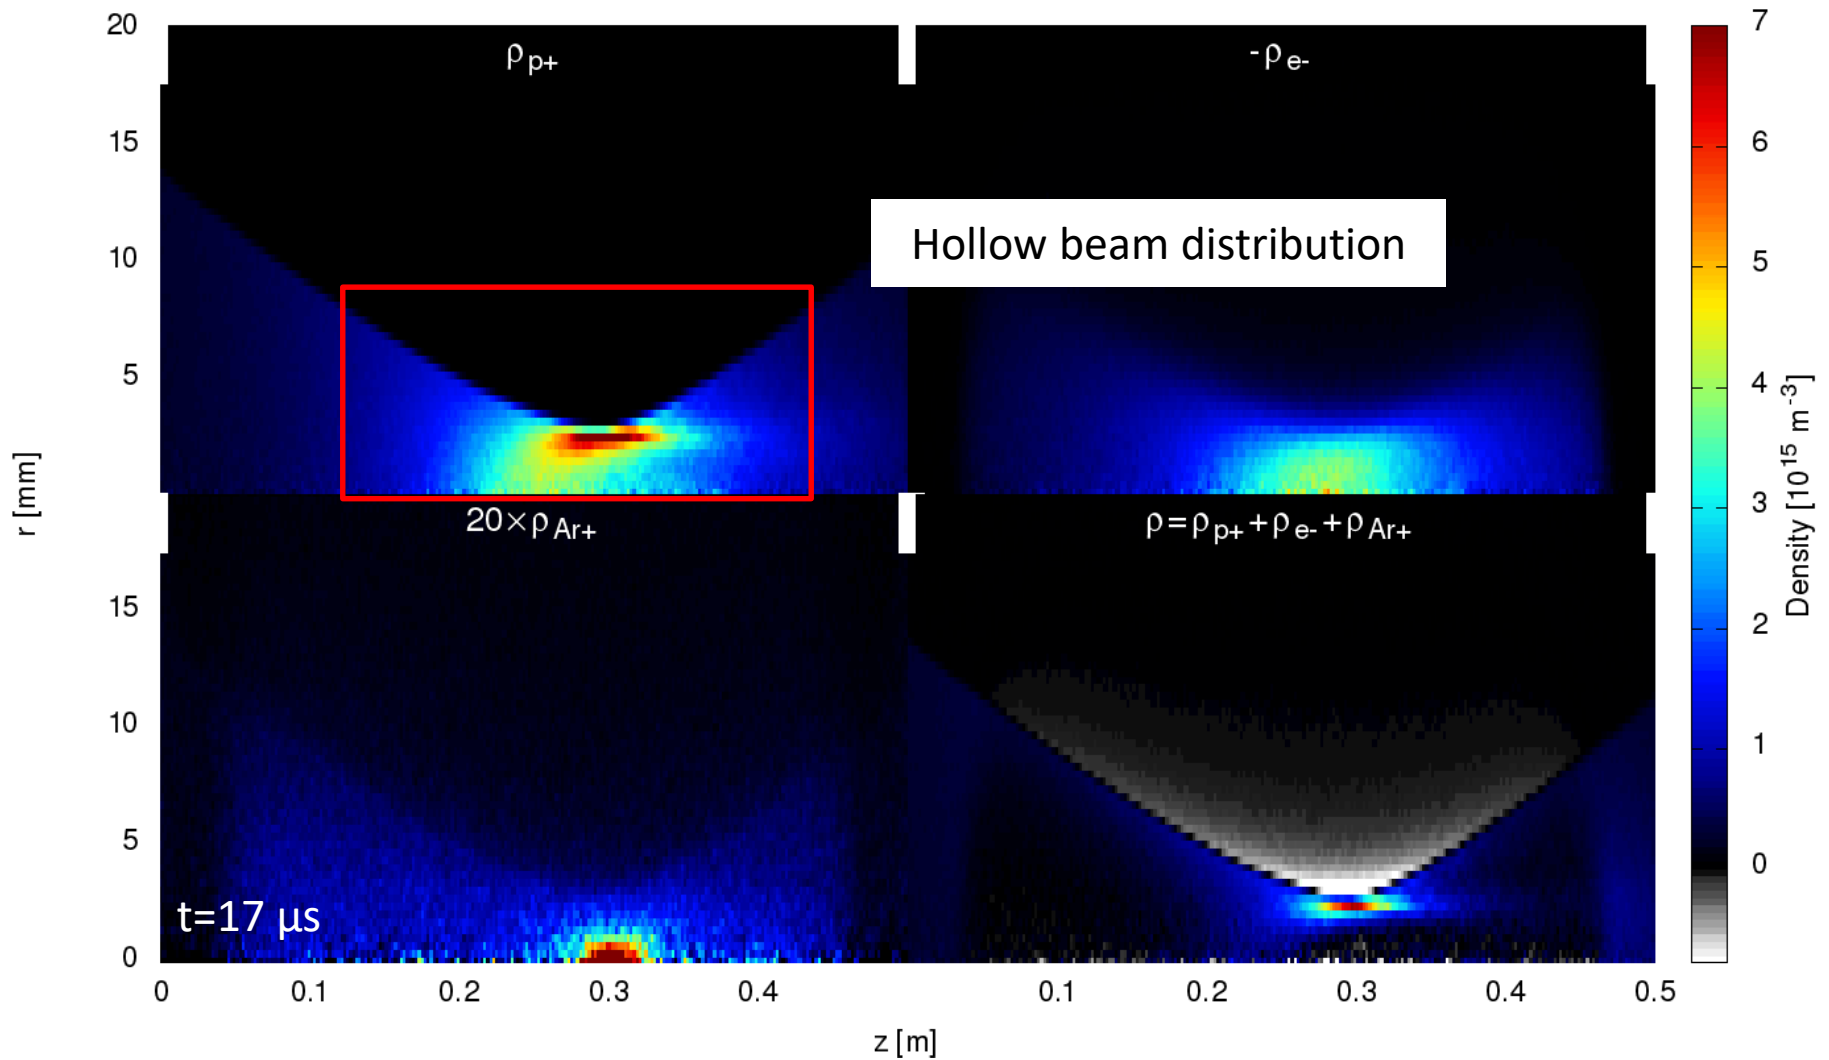 20
ρp+
-ρe-
7
15
6
10
Hollow beam distribution
5
5
4
20×ρAr+
ρ=ρp++ρe-+ρAr+
3
15
2
10
1
5
0
t=17 μs
0
0
0.1
0.2
0.3
0.4
0.1
0.2
0.3
0.4
0.5
r [mm]
z [m]
Density [10¹⁵ m⁻³]